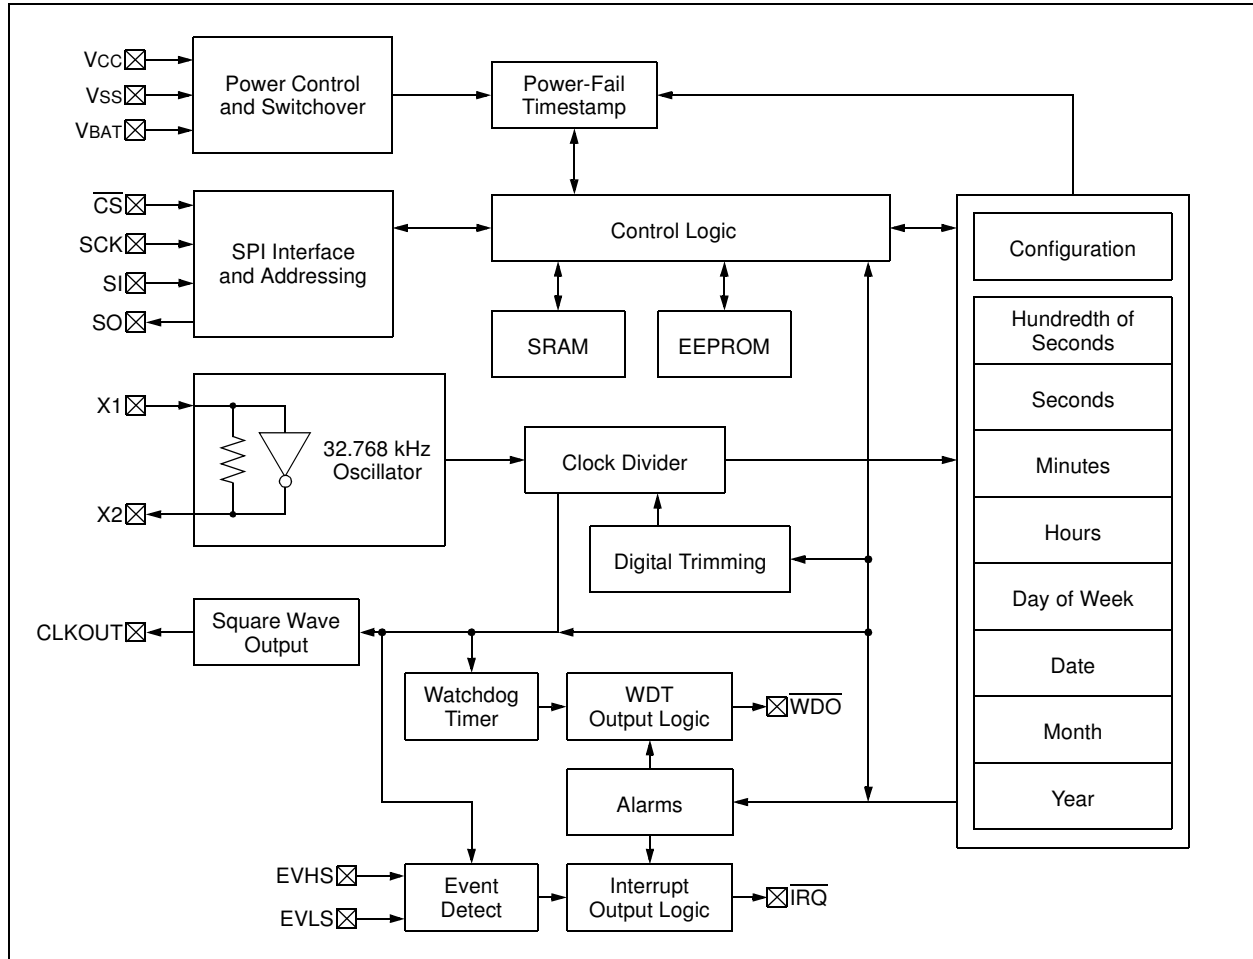 VCC
VSS
VBAT
Power Control
and Switchover
Power-Fail
Timestamp
CS
SCK
SI
SO
SPI Interface
and Addressing
Control Logic
SRAM
EEPROM
Configuration
Hundredth of
Seconds
Seconds
Minutes
Hours
Day of Week
Date
Month
Year
X1
X2
32.768 kHz
Oscillator
Clock Divider
Digital Trimming
CLKOUT
Square Wave
Output
Watchdog
Timer
WDT
Output Logic
WDO
Alarms
EVHS
EVLS
Event
Detect
Interrupt
Output Logic
IRQ